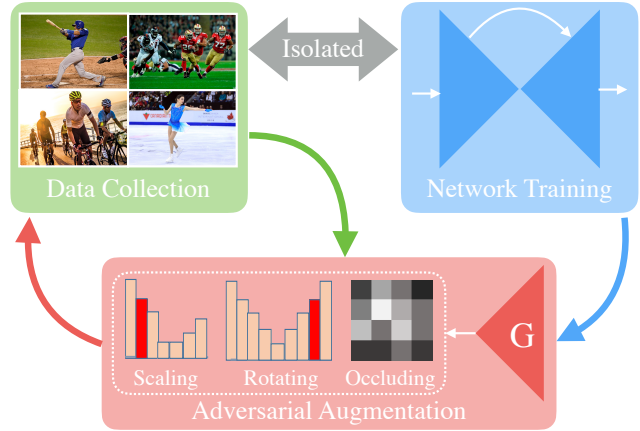 Isolated
Data Collection
Network Training
G
Scaling
Rotating
Occluding
Adversarial Augmentation